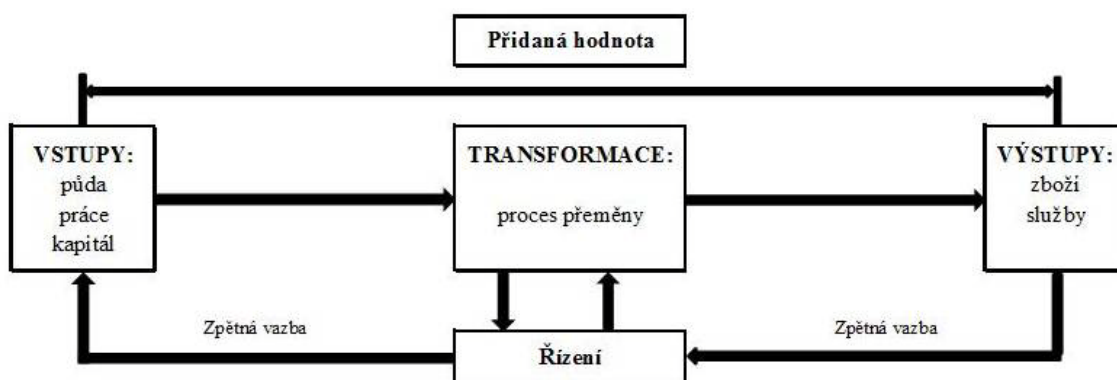 Přidaná hodnota
VSTUPY:
půda
práce
kapitál
TRANSFORMACE:
proces přeměny
VÝSTUPY:
zboží
služby
Zpětná vazba
Řízení
Zpětná vazba